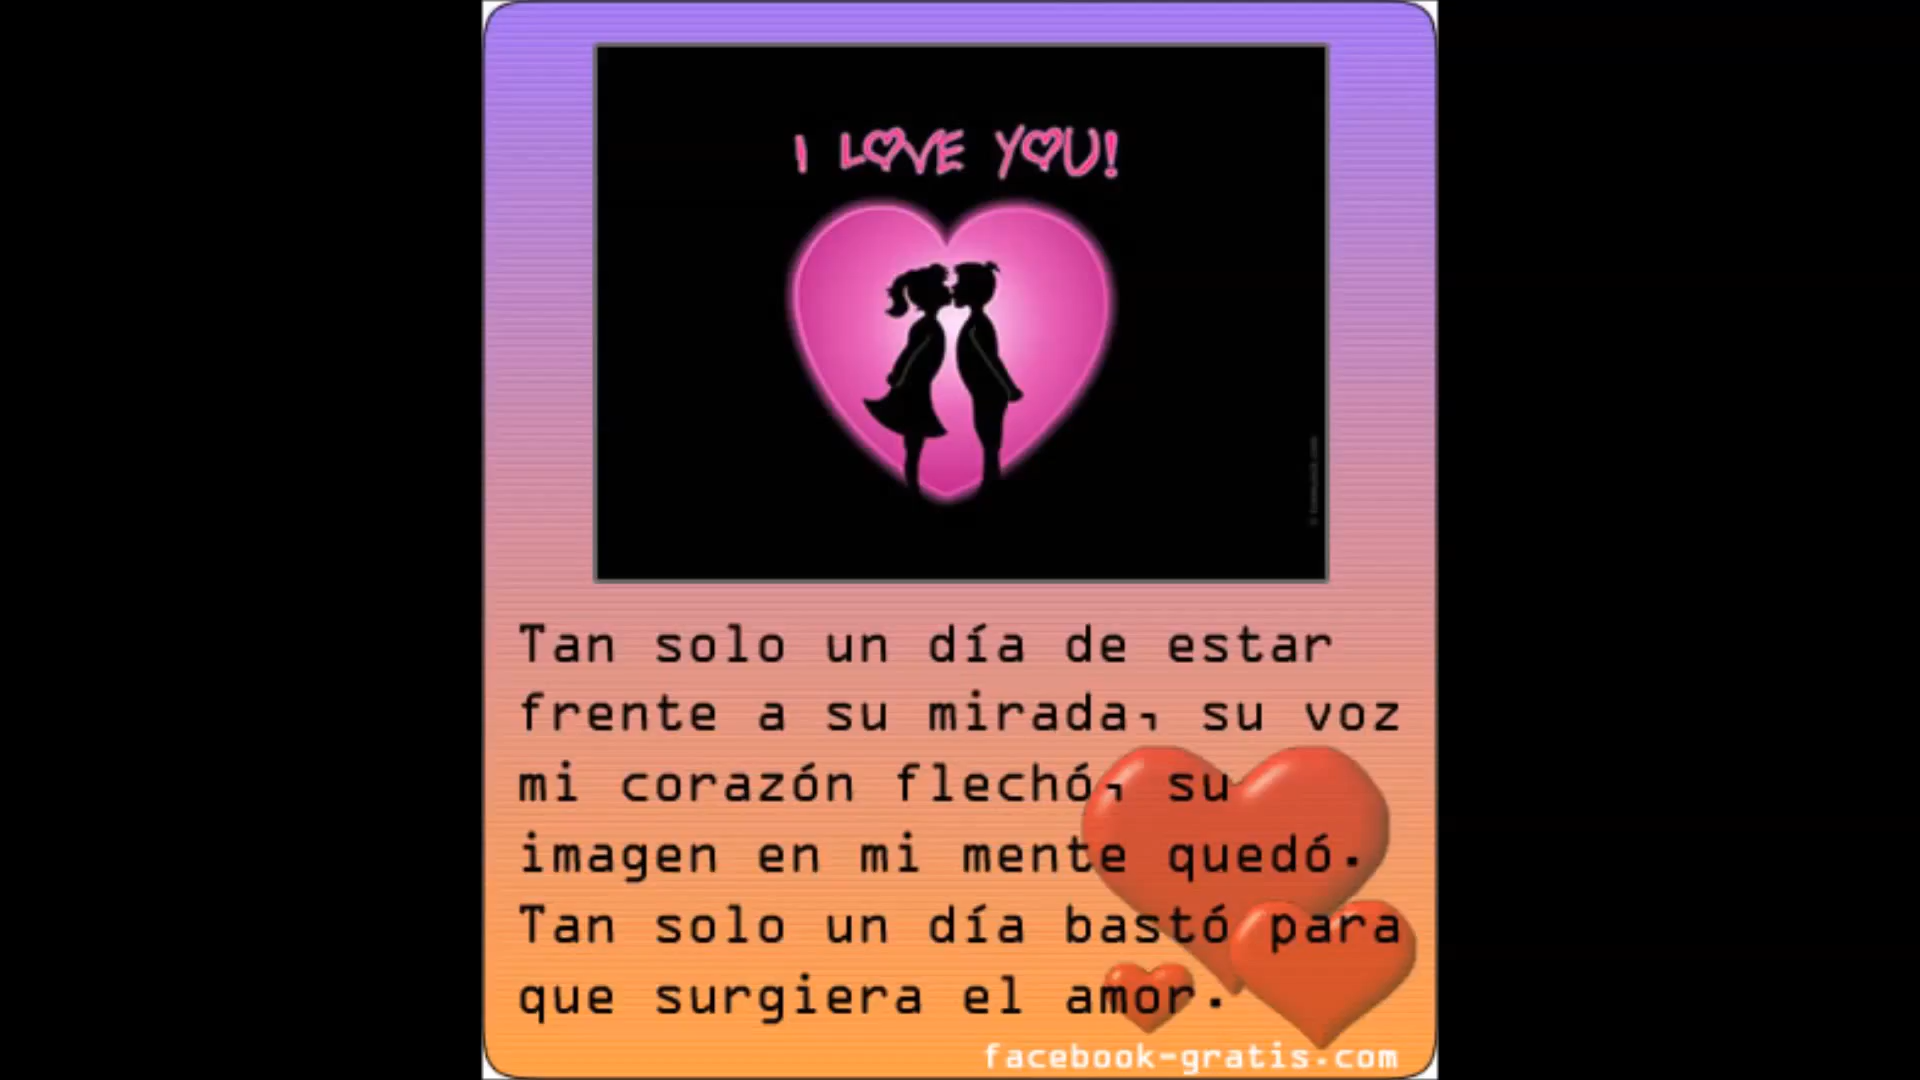 I LOVE YOU!
Tan solo un día de estar
frente a su mirada, su voz
mi corazón flechó, su
imagen en mi mente quedó.
Tan solo un día bastó para
que surgiera el amor.
facebook-gratis.com